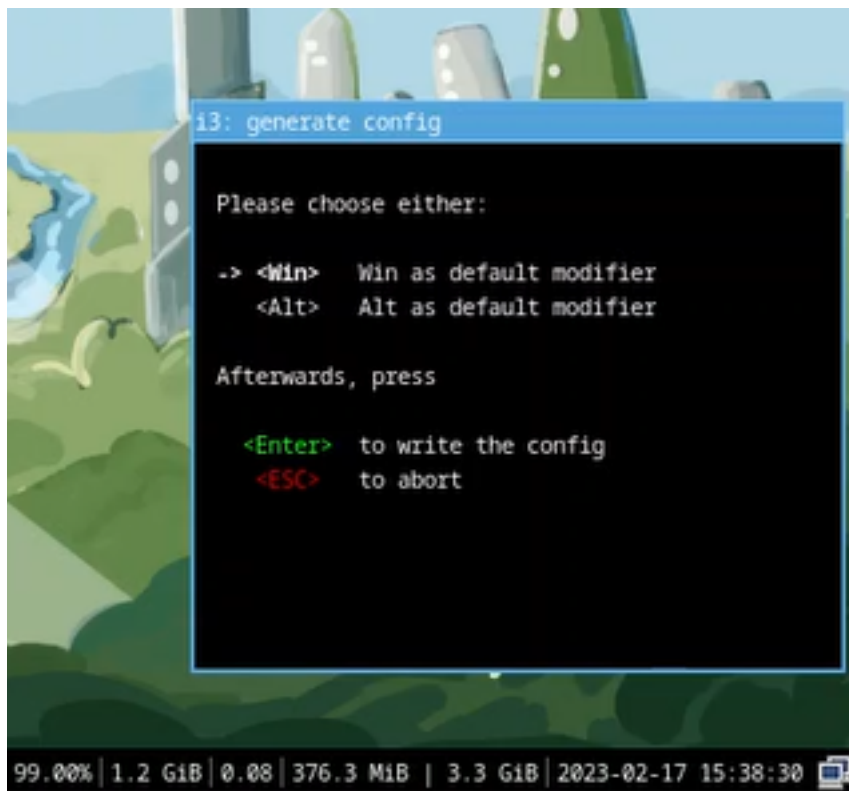 i3: generate config
Please choose either:
-> <Win> Win as default modifier
<Alt> Alt as default modifier
Afterwards, press
<Enter> to write the config
<ESC> to abort
99.00% | 1.2 GiB | 0.08 | 376.3 MiB | 3.3 GiB | 2023-02-17 15:38:30